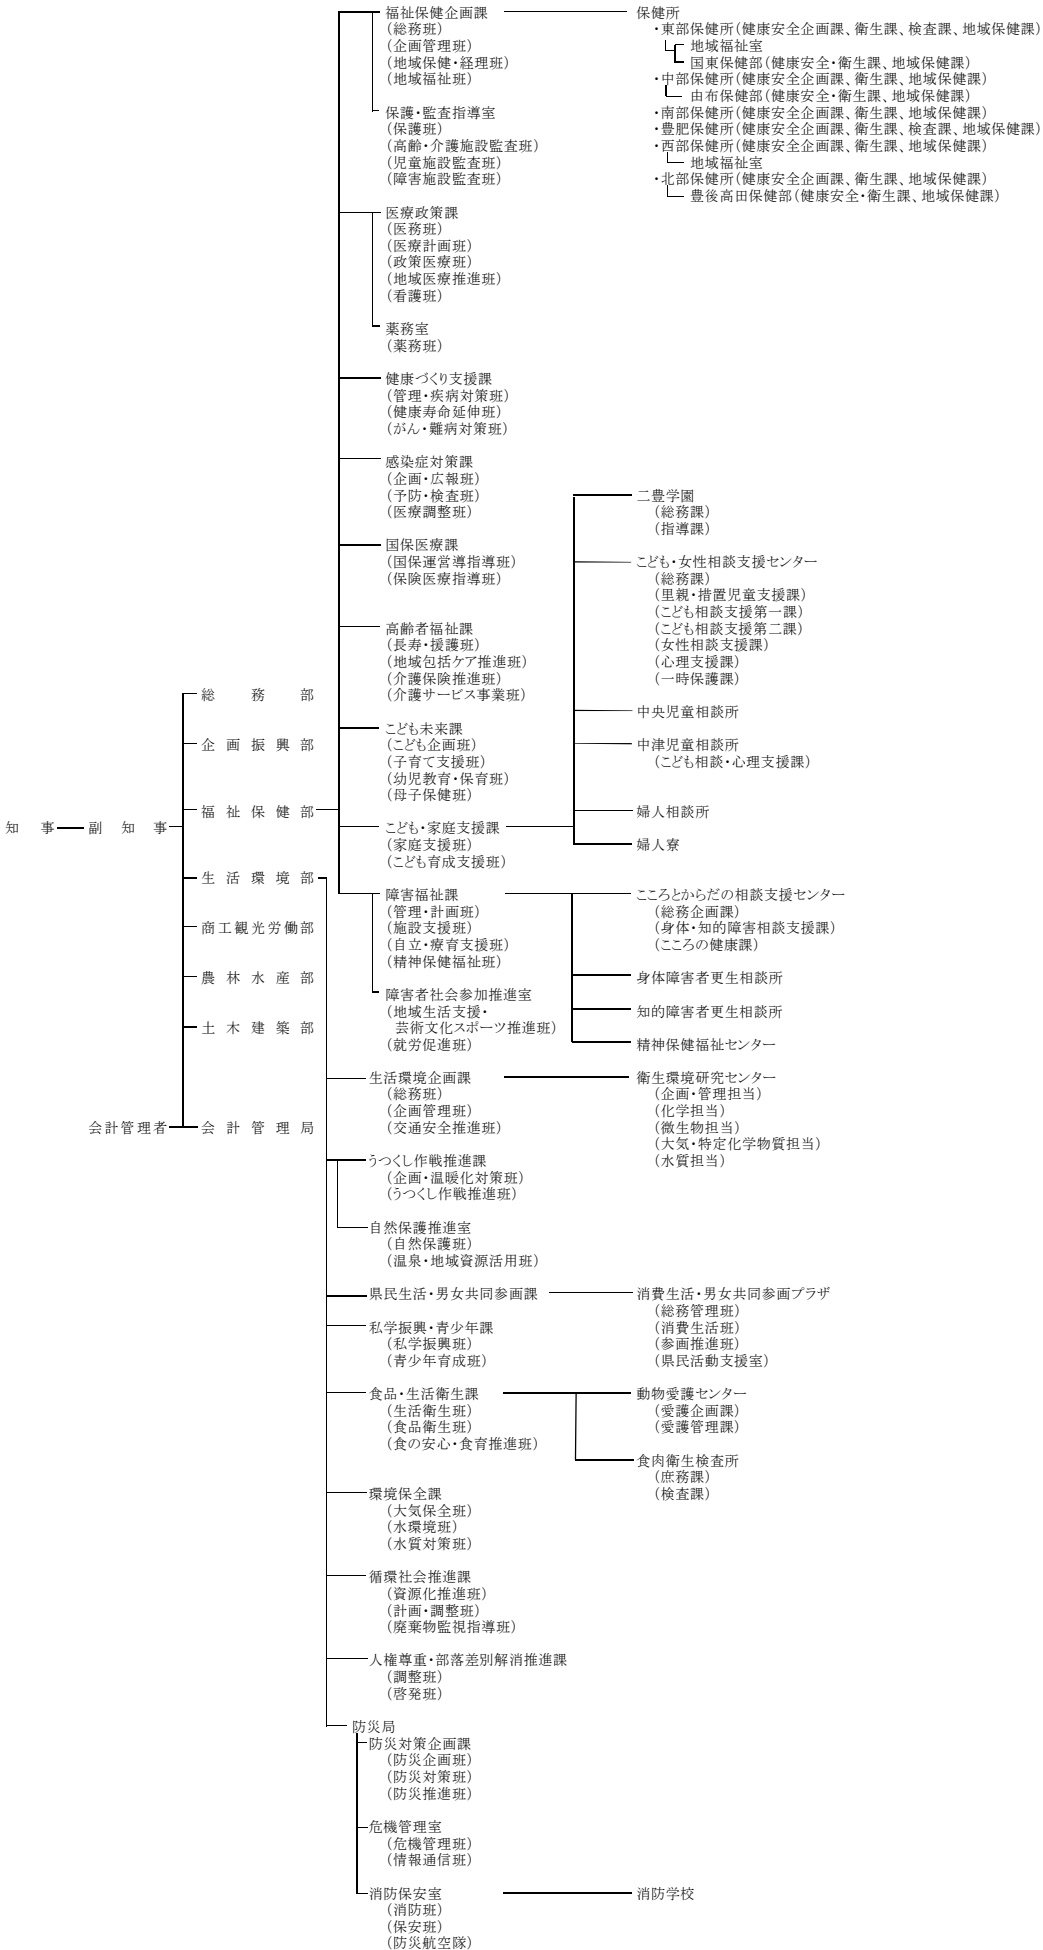 知事
副知事
会計管理者
総務部
企画振興部
福祉保健部
生活環境部
商工観光労働部
農林水産部
土木建築部
会計管理局
福祉保健企画課
(総務班)
(企画管理班)
(地域保健・経理班)
(地域福祉班)
保護・監査指導室
(保護班)
(高齢・介護施設監査班)
(児童施設監査班)
(障害施設監査班)
医療政策課
(医務班)
(医療計画班)
(政策医療班)
(地域医療推進班)
(看護班)
薬務室
(薬務班)
健康づくり支援課
(管理・疾病対策班)
(健康寿命延伸班)
(がん・難病対策班)
感染症対策課
(企画・広報班)
(予防・検査班)
(医療調整班)
国保医療課
(国保運営導指導班)
(保険医療指導班)
高齢者福祉課
(長寿・援護班)
(地域包括ケア推進班)
(介護保険推進班)
(介護サービス事業班)
こども未来課
(こども企画班)
(子育て支援班)
(幼児教育・保育班)
(母子保健班)
こども・家庭支援課
(家庭支援班)
(こども育成支援班)
障害福祉課
(管理・計画班)
(施設支援班)
(自立・療育支援班)
(精神保健福祉班)
障害者社会参加推進室
(地域生活支援・
芸術文化スポーツ推進班)
(就労促進班)
保健所
・東部保健所(健康安全企画課、衛生課、検査課、地域保健課)
地域福祉室
国東保健部(健康安全・衛生課、地域保健課)
・中部保健所(健康安全企画課、衛生課、地域保健課)
由布保健部(健康安全・衛生課、地域保健課)
・南部保健所(健康安全企画課、衛生課、地域保健課)
・豊肥保健所(健康安全企画課、衛生課、検査課、地域保健課)
・西部保健所(健康安全企画課、衛生課、地域保健課)
地域福祉室
・北部保健所(健康安全企画課、衛生課、地域保健課)
豊後高田保健部(健康安全・衛生課、地域保健課)
二豊学園
(総務課)
(指導課)
こども・女性相談支援センター
(総務課)
(里親・措置児童支援課)
(こども相談支援第一課)
(こども相談支援第二課)
(女性相談支援課)
(心理支援課)
(一時保護課)
中央児童相談所
中津児童相談所
(こども相談・心理支援課)
婦人相談所
婦人寮
こころとからだの相談支援センター
(総務企画課)
(身体・知的障害相談支援課)
(こころの健康課)
身体障害者更生相談所
知的障害者更生相談所
精神保健福祉センター
生活環境企画課
(総務班)
(企画管理班)
(交通安全推進班)
うつくし作戦推進課
(企画・温暖化対策班)
(うつくし作戦推進班)
自然保護推進室
(自然保護班)
(温泉・地域資源活用班)
県民生活・男女共同参画課
私学振興・青少年課
(私学振興班)
(青少年育成班)
食品・生活衛生課
(生活衛生班)
(食品衛生班)
(食の安心・食育推進班)
環境保全課
(大気保全班)
(水環境班)
(水質対策班)
循環社会推進課
(資源化推進班)
(計画・調整班)
(廃棄物監視指導班)
人権尊重・部落差別解消推進課
(調整班)
(啓発班)
防災局
防災対策企画課
(防災企画班)
(防災対策班)
(防災推進班)
危機管理室
(危機管理班)
(情報通信班)
消防保安室
(消防班)
(保安班)
(防災航空隊)
衛生環境研究センター
(企画・管理担当)
(化学担当)
(微生物担当)
(大気・特定化学物質担当)
(水質担当)
消費生活・男女共同参画プラザ
(総務管理班)
(消費生活班)
(参画推進班)
(県民活動支援室)
動物愛護センター
(愛護企画課)
(愛護管理課)
食肉衛生検査所
(庶務課)
(検査課)
消防学校